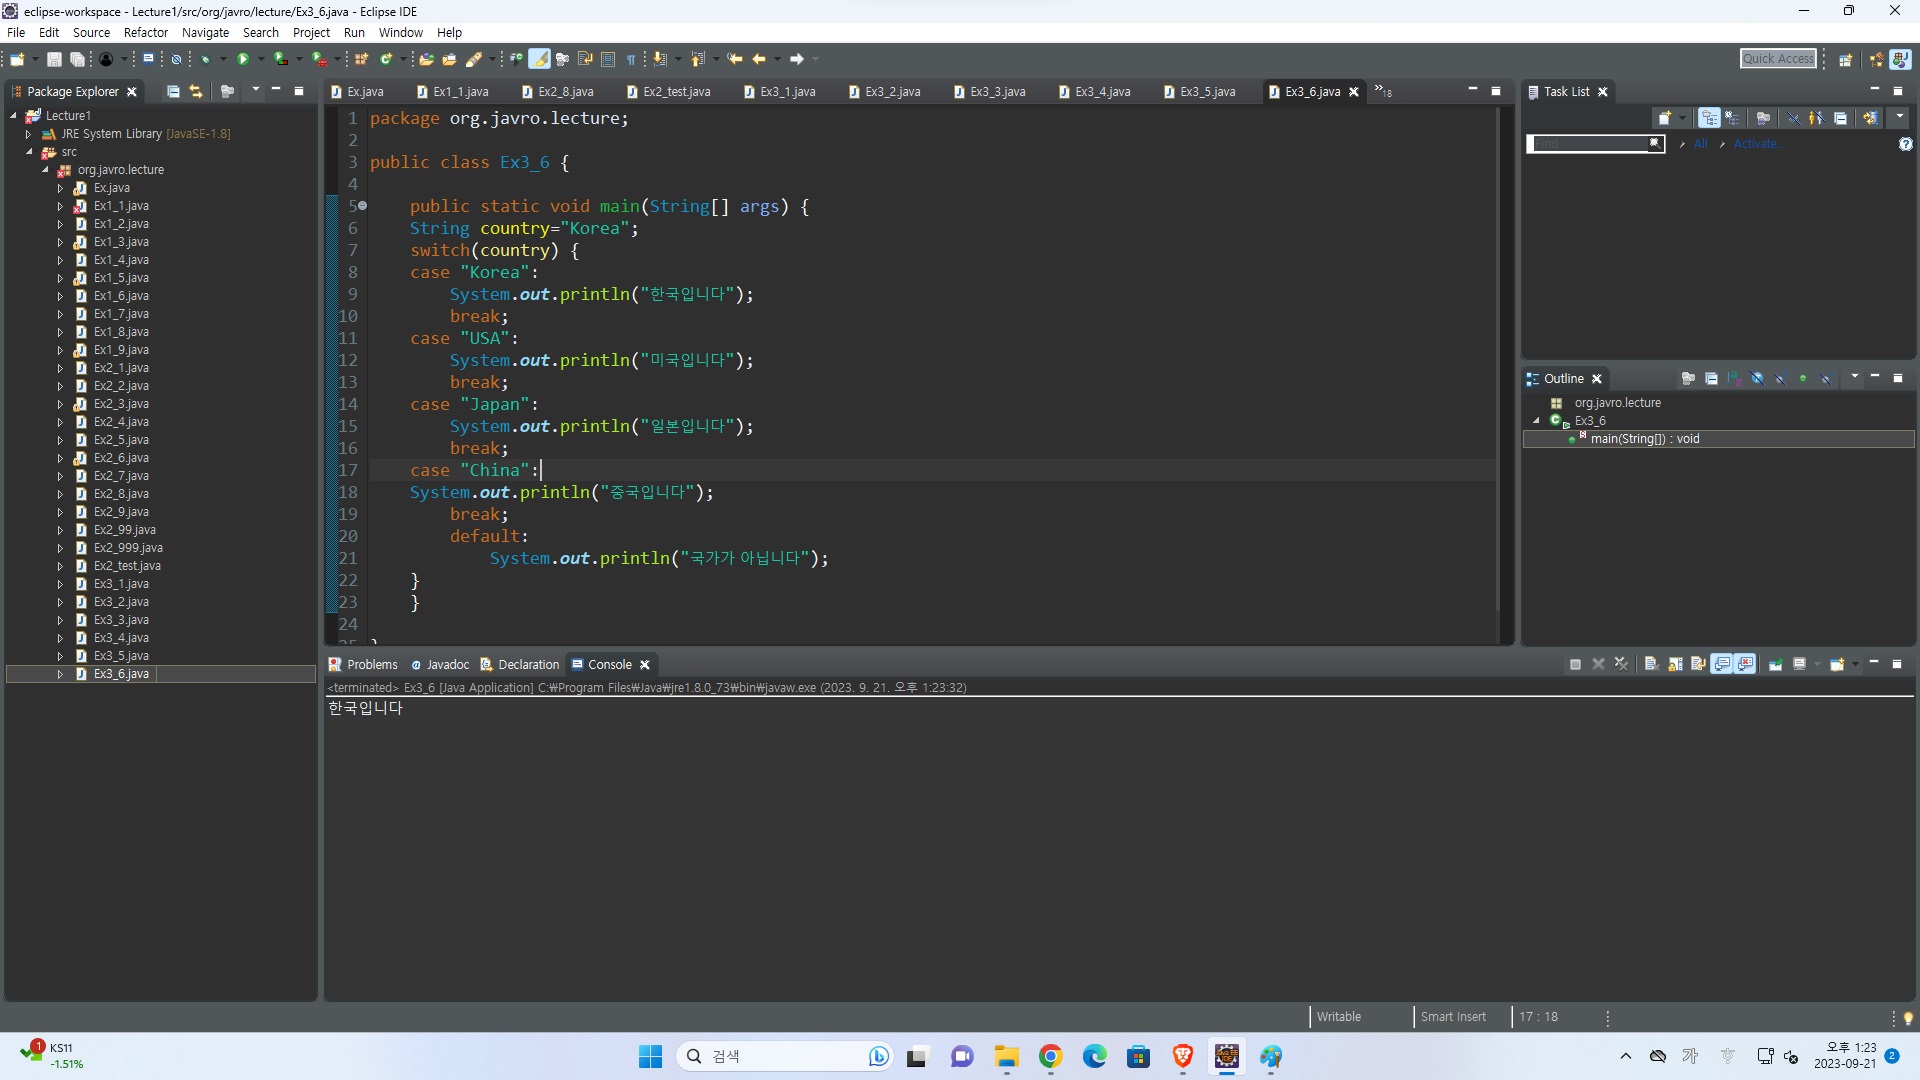 eclipse-workspace - Lecture1/src/org/javro/lecture/Ex3_6.java - Eclipse IDE
File Edit Source Refactor Navigate Search Project Run Window Help
Quick Access
Package Explorer
Lecture1
JRE System Library [JavaSE-1.8]
src
org.javro.lecture
Ex.java
Ex1_1.java
Ex1_2.java
Ex1_3.java
Ex1_4.java
Ex1_5.java
Ex1_6.java
Ex1_7.java
Ex1_8.java
Ex1_9.java
Ex2_1.java
Ex2_2.java
Ex2_3.java
Ex2_4.java
Ex2_5.java
Ex2_6.java
Ex2_7.java
Ex2_8.java
Ex2_9.java
Ex2_99.java
Ex2_999.java
Ex2_test.java
Ex3_1.java
Ex3_2.java
Ex3_3.java
Ex3_4.java
Ex3_5.java
Ex3_6.java
Ex.java Ex1_1.java Ex2_8.java Ex2_test.java Ex3_1.java Ex3_2.java Ex3_3.java Ex3_4.java Ex3_5.java Ex3_6.java »18
1 package org.javro.lecture;
2
3 public class Ex3_6 {
4
5 public static void main(String[] args) {
6 String country="Korea";
7 switch(country) {
8 case "Korea":
9 System.out.println("한국입니다");
10 break;
11 case "USA":
12 System.out.println("미국입니다");
13 break;
14 case "Japan":
15 System.out.println("일본입니다");
16 break;
17 case "China":
18 System.out.println("중국입니다");
19 break;
20 default:
21 System.out.println("국가가 아닙니다");
22 }
23 }
24
25 }
Task List
Find All Activate...
Outline
org.javro.lecture
Ex3_6
main(String[]) : void
Problems @ Javadoc Declaration Console
<terminated> Ex3_6 [Java Application] C:₩Program Files₩Java₩jre1.8.0_73₩bin₩javaw.exe (2023. 9. 21. 오후 1:23:32)
한국입니다
Writable Smart Insert 17 : 18
1 KS11
-1.51%
검색
가
오후 1:23
2023-09-21
2